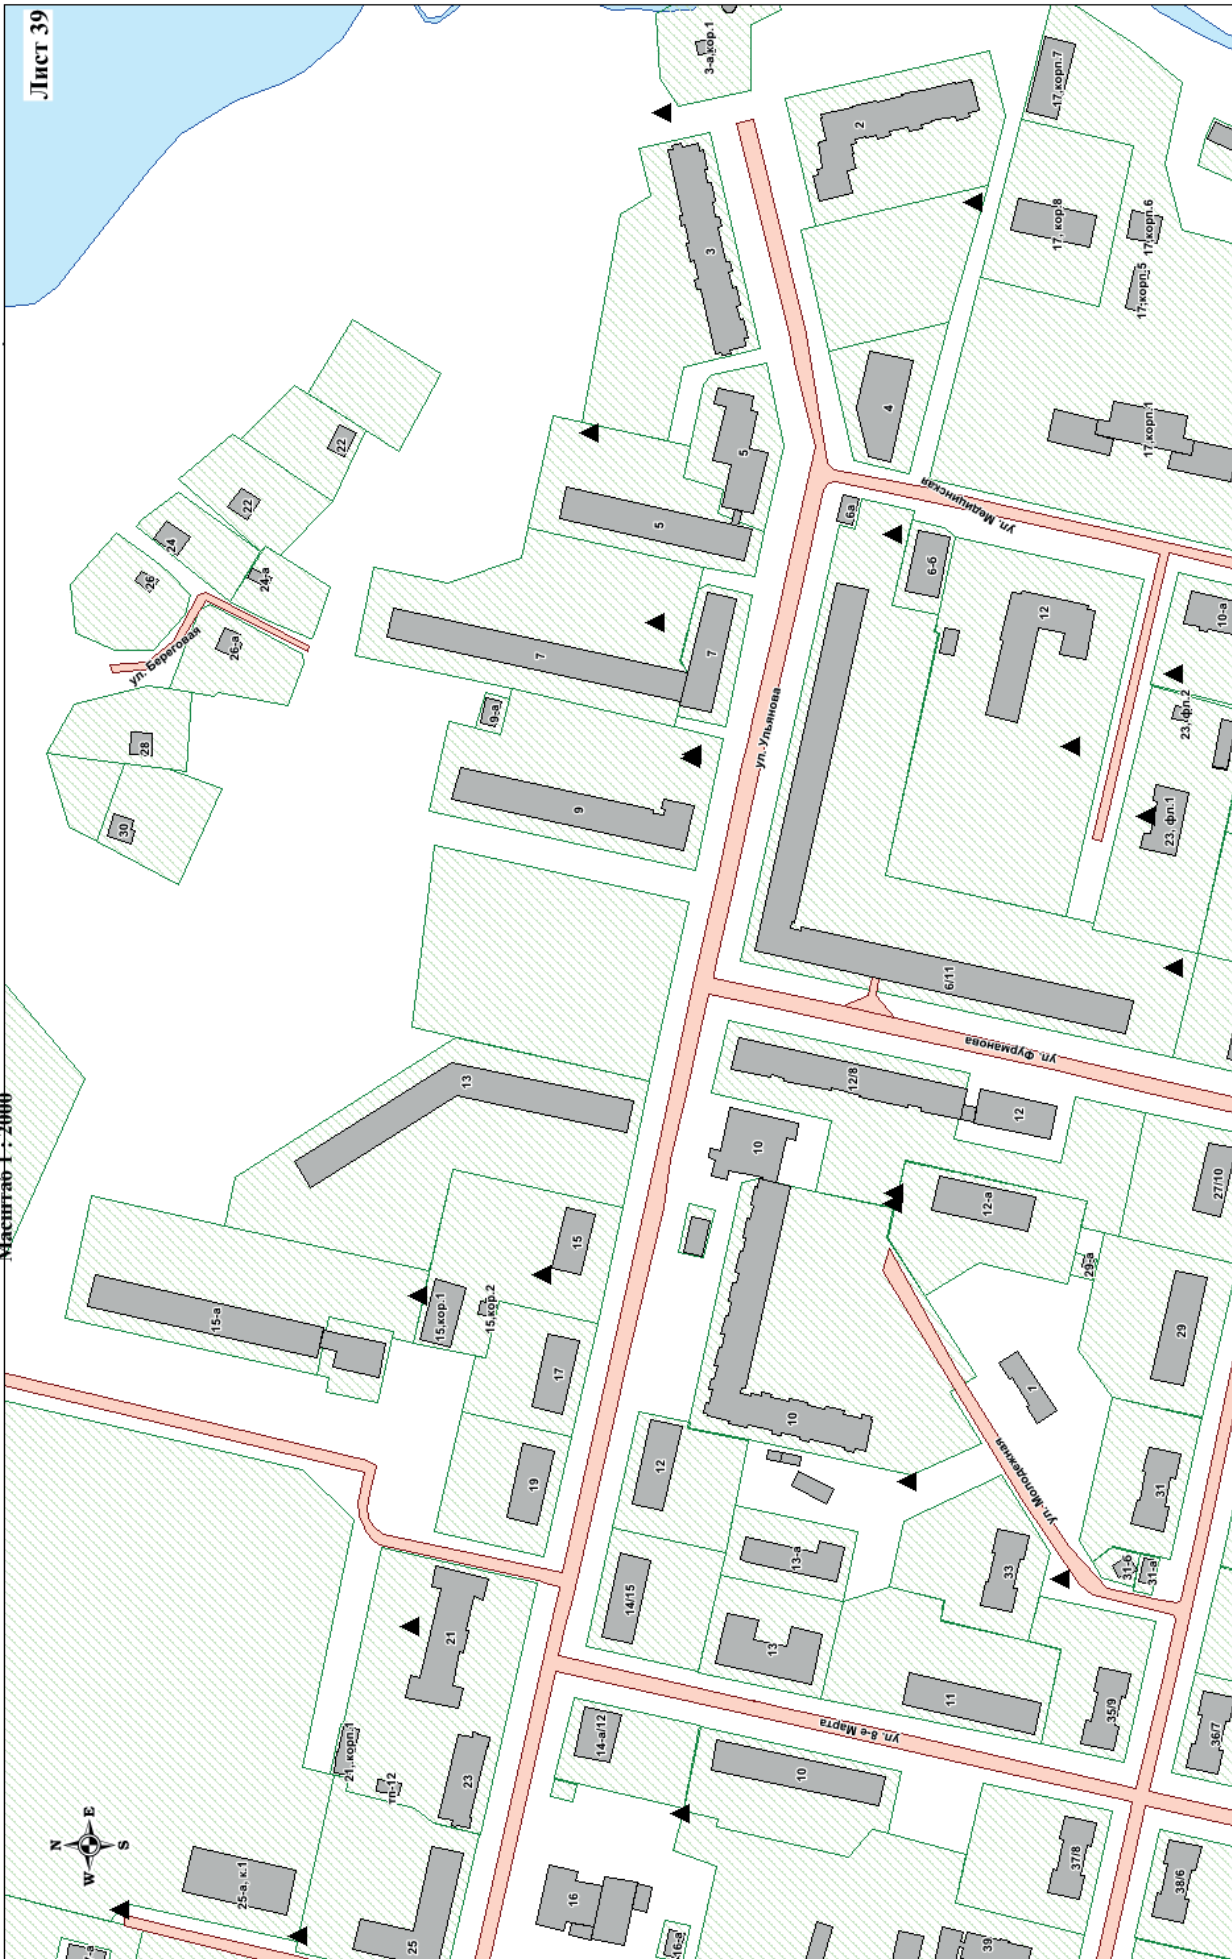 Лист 39
Масштаб 1 : 2000
N
W
E
S
3-а,кор.1
17,корп.7
2
3
17, кор.8
17,корп.6
17,корп.5
4
5
22
17,корп.1
ул. Медицинская
22
5
6а
24
26
24-а
6-б
12
10-а
26-а
ул. Береговая
7
7
9-а
23, фл.2
ул. Ульянова
28
9
30
23, фл.1
6/11
ул. Фурманова
13
12/8
12
10
27/10
12-а
15
29-а
15,кор.1
15,кор.2
15-а
29
17
1
10
12
19
ул. Молодежная
31
13-а
31-б
31-а
33
14/15
21
13
11
35/9
ул. 8-е Марта
14-а/12
36/7
21, корп.1
тп-12
23
10
37/8
38/6
25-а, к.1
16
16-а
25
39